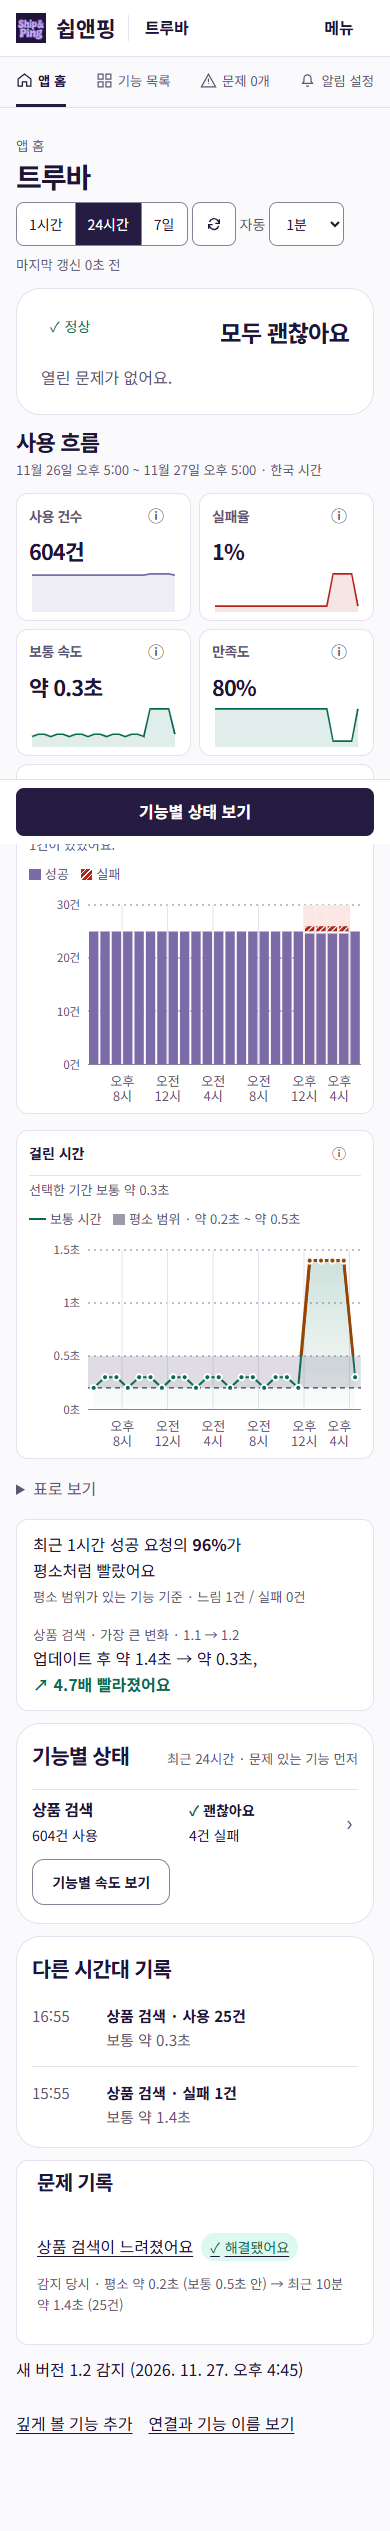 Ship&
Ping
쉽앤핑
트루바
메뉴
앱 홈
기능 목록
문제 0개
알림 설정
앱 홈
트루바
1시간
24시간
7일
자동
1분
마지막 갱신 0초 전
✓ 정상
모두 괜찮아요
열린 문제가 없어요.
사용 흐름
11월 26일 오후 5:00 ~ 11월 27일 오후 5:00 · 한국 시간
사용 건수 ⓘ
604건
실패율 ⓘ
1%
보통 속도 ⓘ
약 0.3초
만족도 ⓘ
80%
기능별 상태 보기
1건이 있었어요.
성공 실패
30건
20건
10건
0건
오후 8시
오전 12시
오전 4시
오전 8시
오후 12시
오후 4시
걸린 시간 ⓘ
선택한 기간 보통 약 0.3초
보통 시간 평소 범위 · 약 0.2초 ~ 약 0.5초
1.5초
1초
0.5초
0초
오후 8시
오전 12시
오전 4시
오전 8시
오후 12시
오후 4시
▶ 표로 보기
최근 1시간 성공 요청의 96%가
평소처럼 빨랐어요
평소 범위가 있는 기능 기준 · 느림 1건 / 실패 0건
상품 검색 · 가장 큰 변화 · 1.1 → 1.2
업데이트 후 약 1.4초 → 약 0.3초,
↗ 4.7배 빨라졌어요
기능별 상태
최근 24시간 · 문제 있는 기능 먼저
상품 검색
604건 사용
✓ 괜찮아요
4건 실패
›
기능별 속도 보기
다른 시간대 기록
16:55
상품 검색 · 사용 25건
보통 약 0.3초
15:55
상품 검색 · 실패 1건
보통 약 1.4초
문제 기록
상품 검색이 느려졌어요 ✓ 해결됐어요
감지 당시 · 평소 약 0.2초 (보통 0.5초 안) → 최근 10분
약 1.4초 (25건)
새 버전 1.2 감지 (2026. 11. 27. 오후 4:45)
깊게 볼 기능 추가
연결과 기능 이름 보기